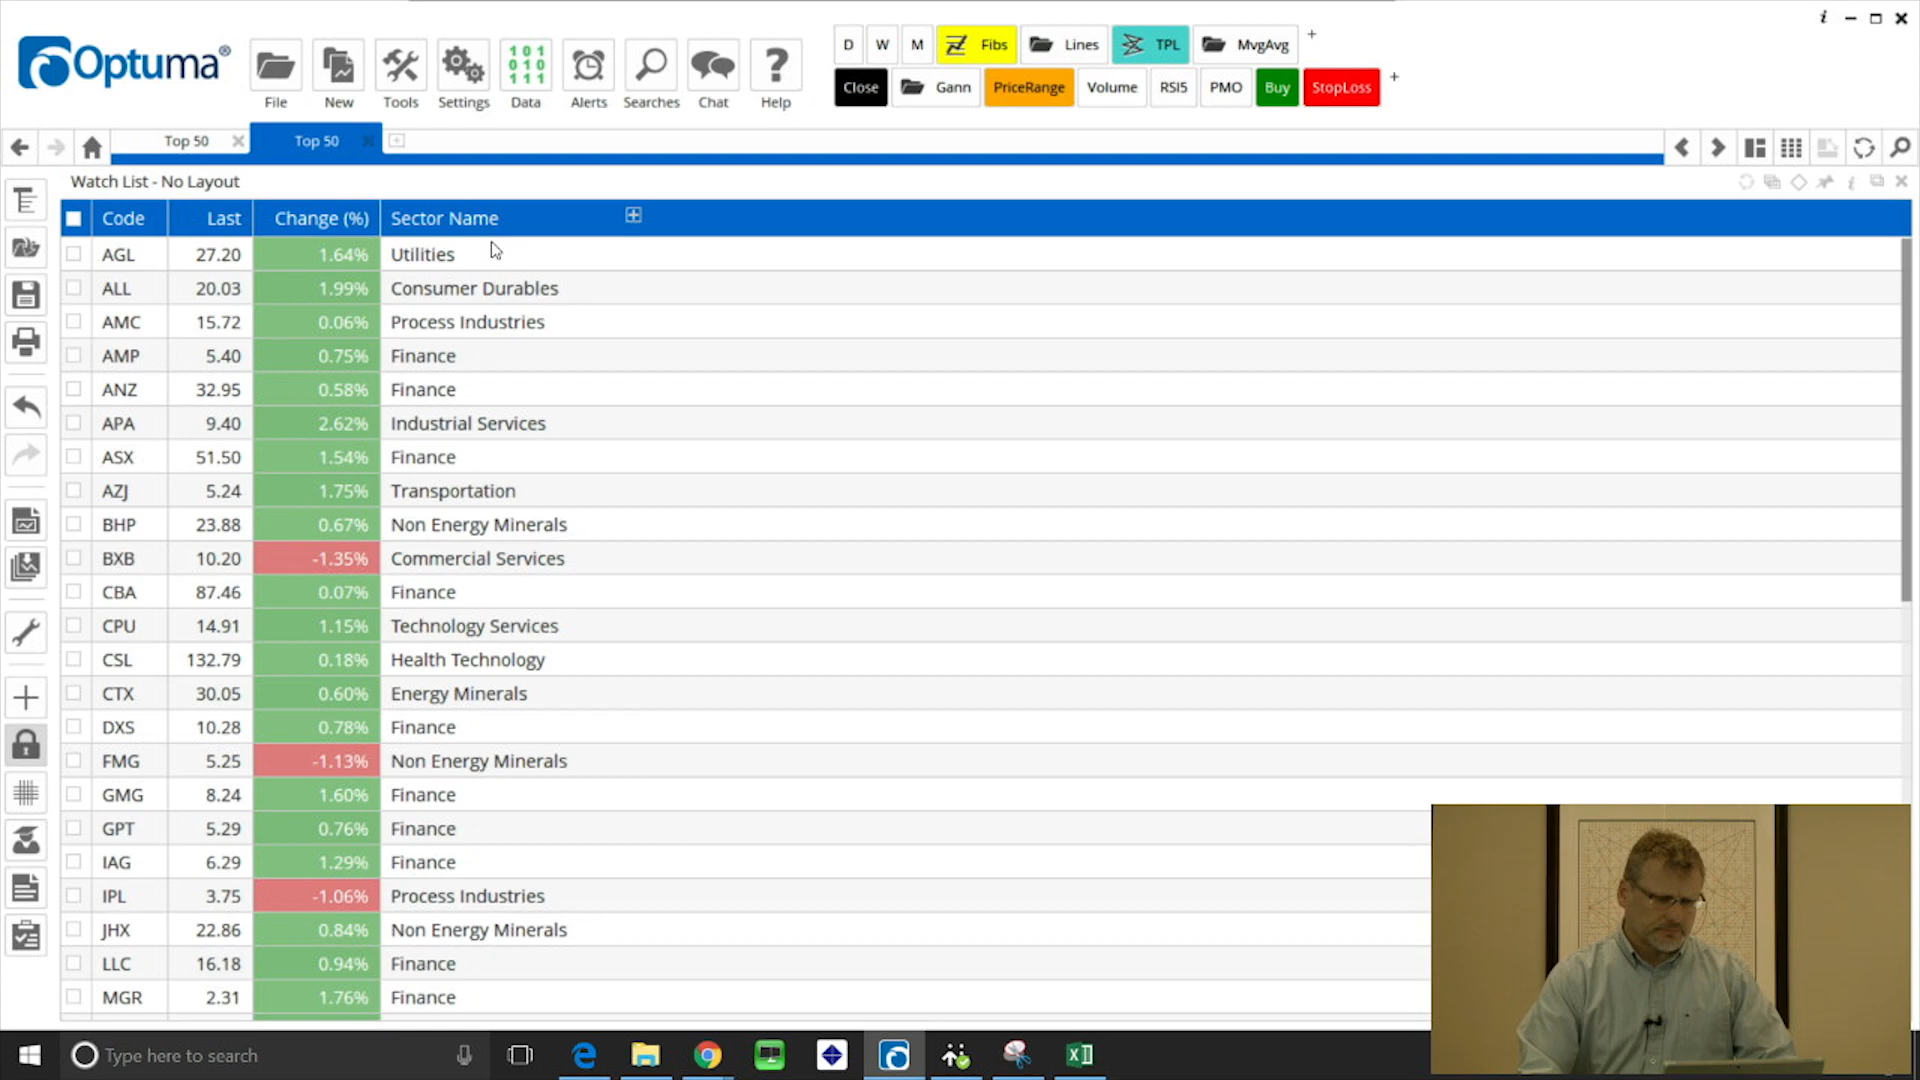 Optuma®
File
New
Tools
Settings
Data
Alerts
Searches
Chat
Help
D W M Fibs Lines TPL MvgAvg +
Close Gann PriceRange Volume RSI5 PMO Buy StopLoss +
Top 50
Top 50
Watch List - No Layout
Code Last Change (%) Sector Name
AGL 27.20 1.64% Utilities
ALL 20.03 1.99% Consumer Durables
AMC 15.72 0.06% Process Industries
AMP 5.40 0.75% Finance
ANZ 32.95 0.58% Finance
APA 9.40 2.62% Industrial Services
ASX 51.50 1.54% Finance
AZJ 5.24 1.75% Transportation
BHP 23.88 0.67% Non Energy Minerals
BXB 10.20 -1.35% Commercial Services
CBA 87.46 0.07% Finance
CPU 14.91 1.15% Technology Services
CSL 132.79 0.18% Health Technology
CTX 30.05 0.60% Energy Minerals
DXS 10.28 0.78% Finance
FMG 5.25 -1.13% Non Energy Minerals
GMG 8.24 1.60% Finance
GPT 5.29 0.76% Finance
IAG 6.29 1.29% Finance
IPL 3.75 -1.06% Process Industries
JHX 22.86 0.84% Non Energy Minerals
LLC 16.18 0.94% Finance
MGR 2.31 1.76% Finance
Type here to search